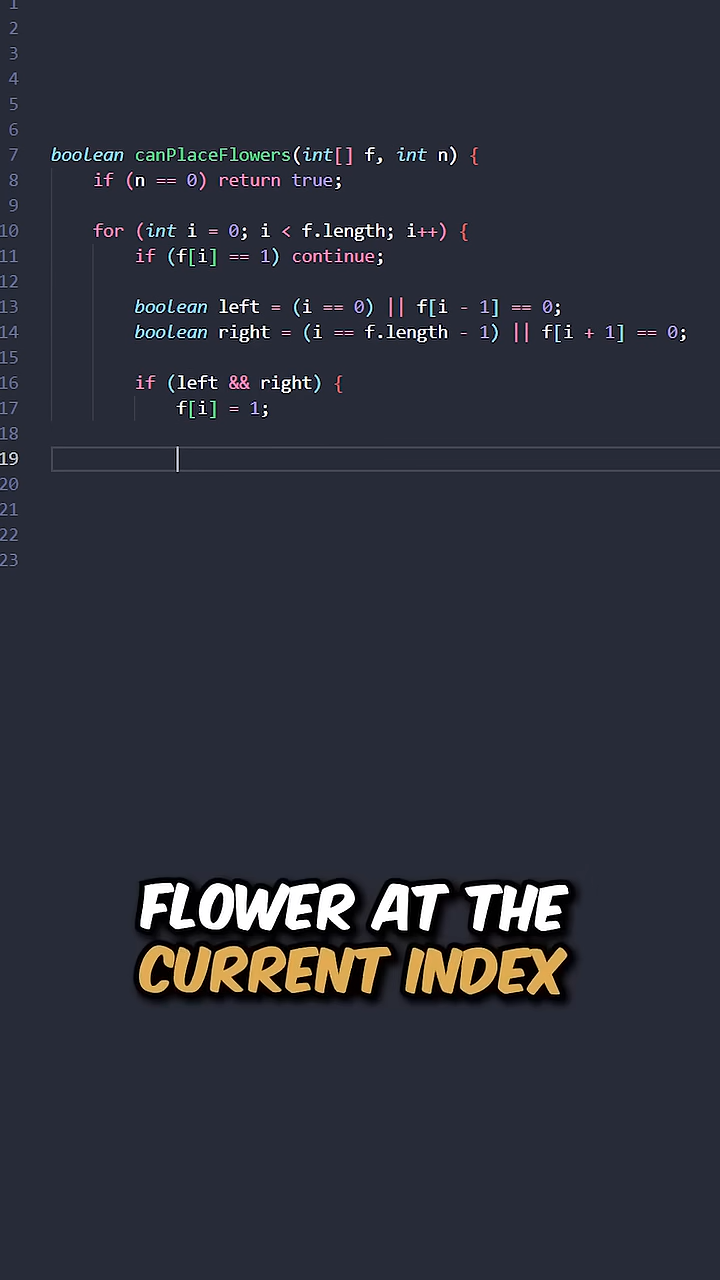 1
2
3
4
5
6
7 boolean canPlaceFlowers(int[] f, int n) {
8 if (n == 0) return true;
9
10 for (int i = 0; i < f.length; i++) {
11 if (f[i] == 1) continue;
12
13 boolean left = (i == 0) || f[i - 1] == 0;
14 boolean right = (i == f.length - 1) || f[i + 1] == 0;
15
16 if (left && right) {
17 f[i] = 1;
18
19
20
21
22
23
FLOWER AT THE
CURRENT INDEX